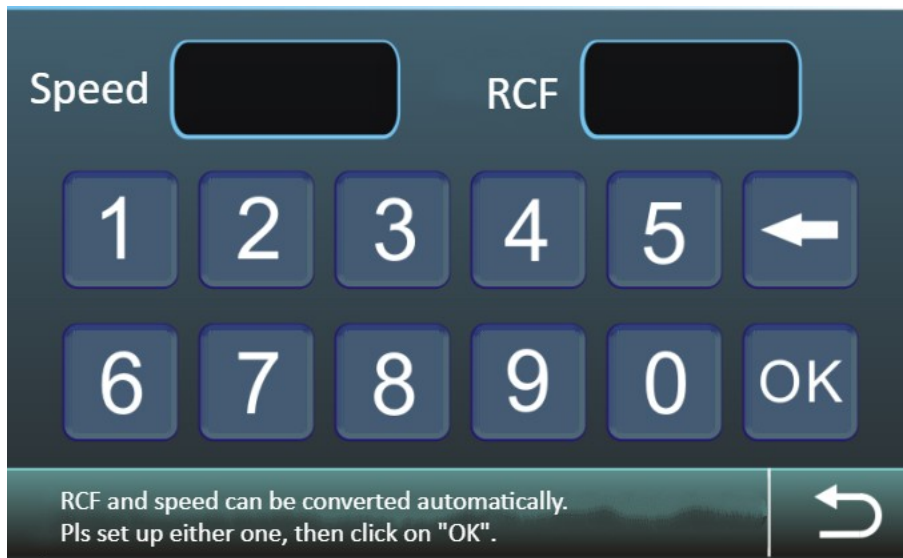 Speed RCF
1 2 3 4 5
6 7 8 9 0 OK
RCF and speed can be converted automatically.
Pls set up either one, then click on "OK".